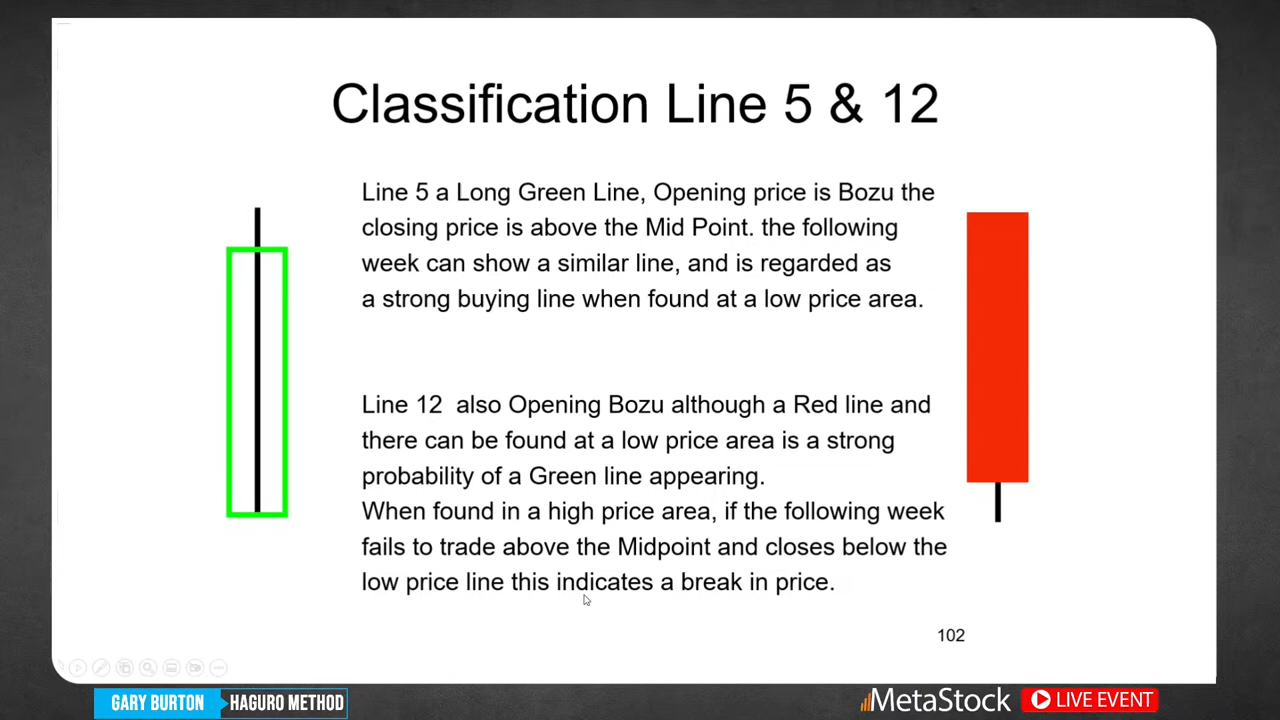 Classification Line 5 & 12
Line 5 a Long Green Line, Opening price is Bozu the
closing price is above the Mid Point. the following
week can show a similar line, and is regarded as
a strong buying line when found at a low price area.
Line 12  also Opening Bozu although a Red line and
there can be found at a low price area is a strong
probability of a Green line appearing.
When found in a high price area, if the following week
fails to trade above the Midpoint and closes below the
low price line this indicates a break in price.
102
GARY BURTON HAGURO METHOD
MetaStock LIVE EVENT